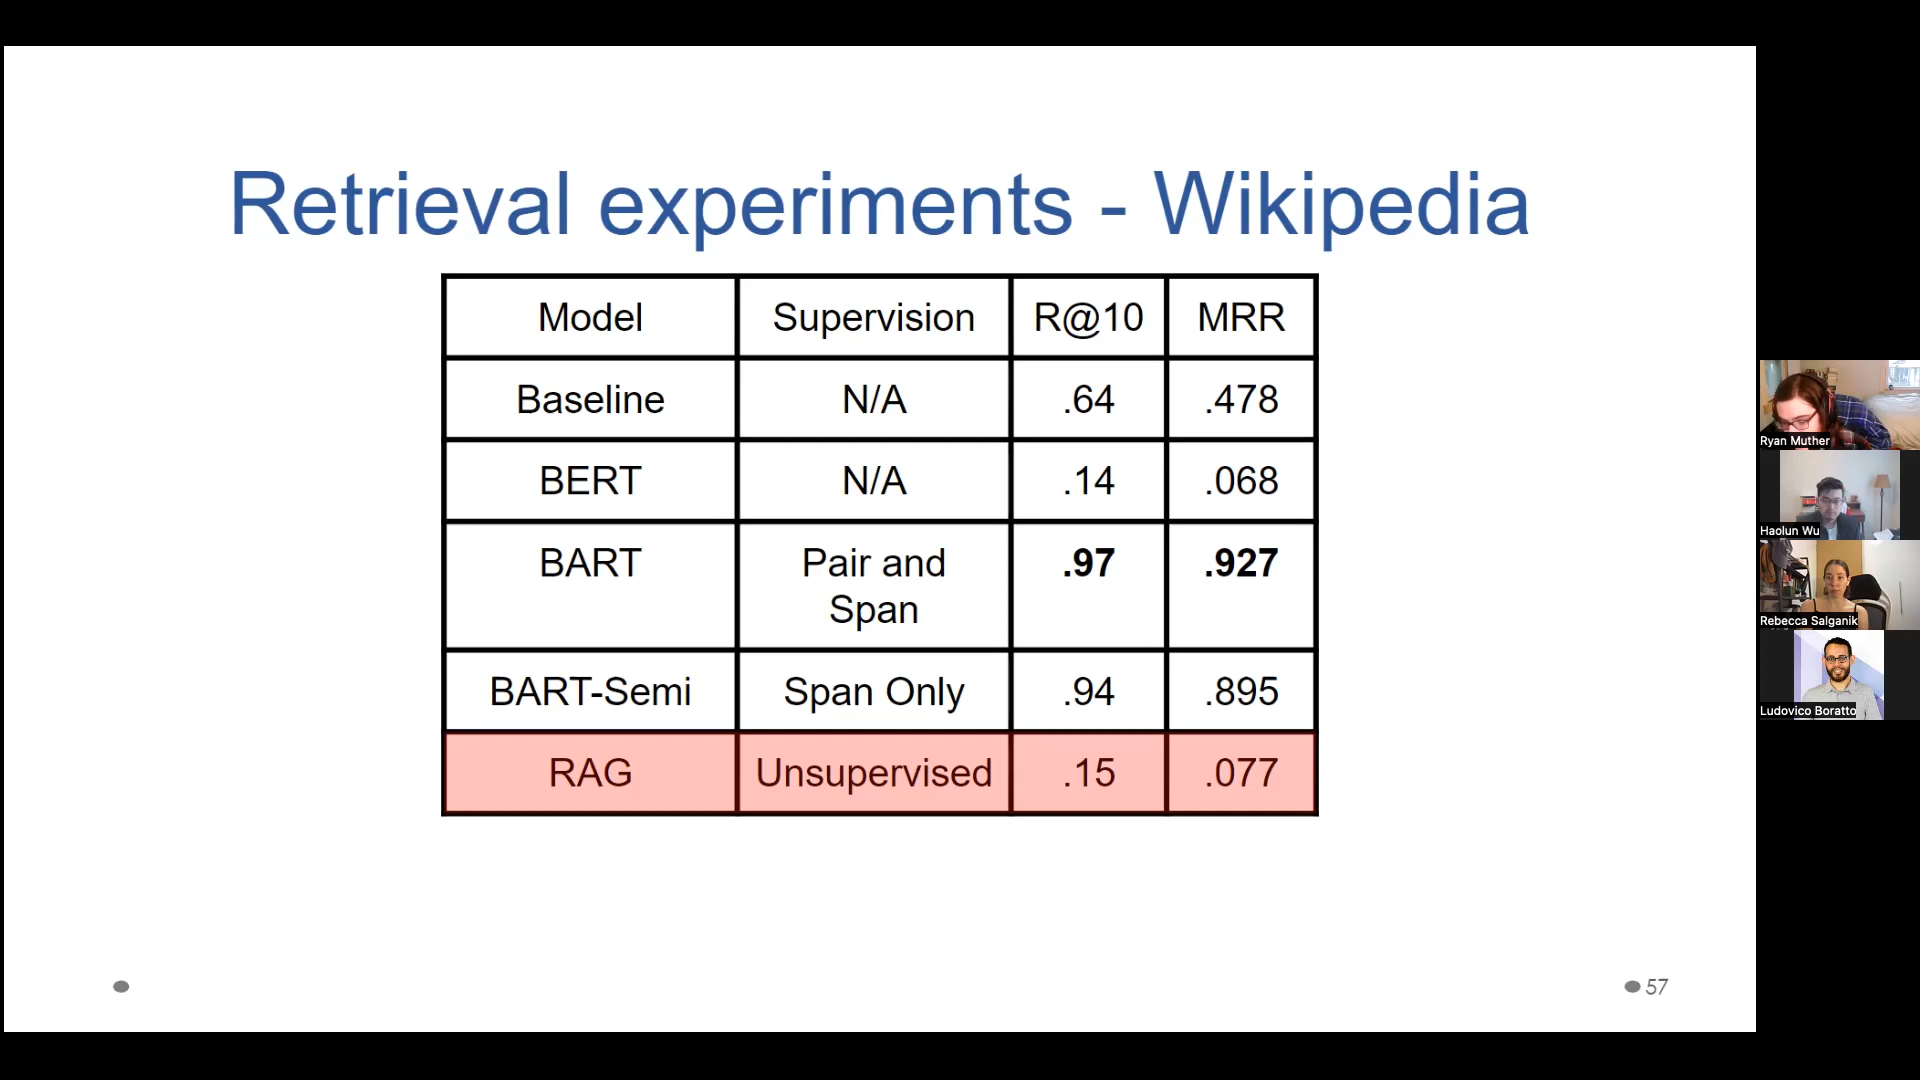 Retrieval experiments - Wikipedia
Model Supervision R@10 MRR
Baseline N/A .64 .478
BERT N/A .14 .068
BART Pair and .97 .927
Span
BART-Semi Span Only .94 .895
RAG Unsupervised .15 .077
57
Ryan Muther
Haolun Wu
Rebecca Salganik
Ludovico Boratto